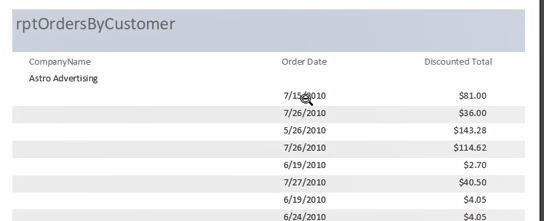 rptOrdersByCustomer
CompanyName Order Date Discounted Total
Astro Advertising
7/15/2010 $81.00
7/26/2010 $36.00
5/26/2010 $143.28
7/26/2010 $114.62
6/19/2010 $2.70
7/27/2010 $40.50
6/19/2010 $4.05
6/24/2010 $4.05